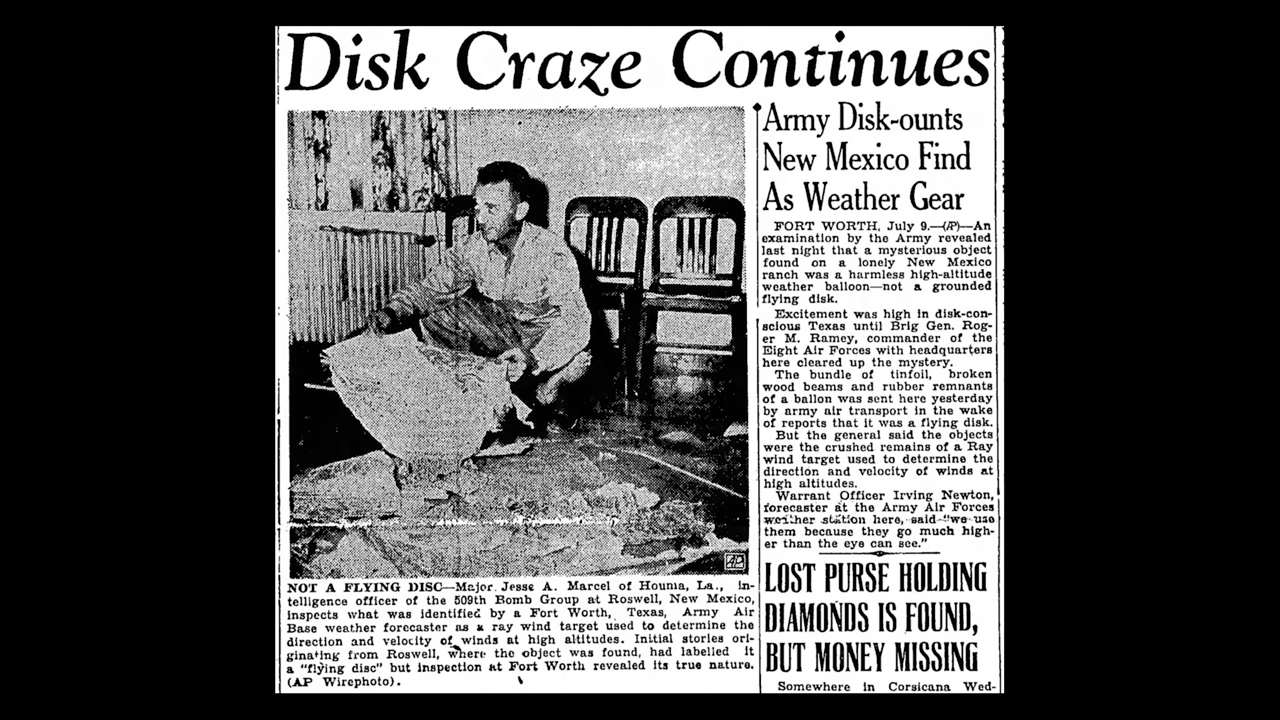 Disk Craze Continues
NOT A FLYING DISC—Major Jesse A. Marcel of Houma, La., in-
telligence officer of the 509th Bomb Group at Roswell, New Mexico,
inspects what was identified by a Fort Worth, Texas, Army Air
Base weather forecaster as a ray wind target used to determine the
direction and velocity of winds at high altitudes. Initial stories ori-
ginating from Roswell, where the object was found, had labelled it
a "flying disc" but inspection at Fort Worth revealed its true nature.
(AP Wirephoto).
Army Disk-ounts
New Mexico Find
As Weather Gear
FORT WORTH, July 9.—(AP)—An
examination by the Army revealed
last night that a mysterious object
found on a lonely New Mexico
ranch was a harmless high-altitude
weather balloon—not a grounded
flying disk.
Excitement was high in disk-con-
scious Texas until Brig Gen. Rog-
er M. Ramey, commander of the
Eight Air Forces with headquarters
here cleared up the mystery.
The bundle of tinfoil, broken
wood beams and rubber remnants
of a ballon was sent here yesterday
by army air transport in the wake
of reports that it was a flying disk.
But the general said the objects
were the crushed remains of a Ray
wind target used to determine the
direction and velocity of winds at
high altitudes.
Warrant Officer Irving Newton,
forecaster at the Army Air Forces
weather station here, said "we use
them because they go much high-
er than the eye can see."
LOST PURSE HOLDING
DIAMONDS IS FOUND,
BUT MONEY MISSING
Somewhere in Corsicana Wed-